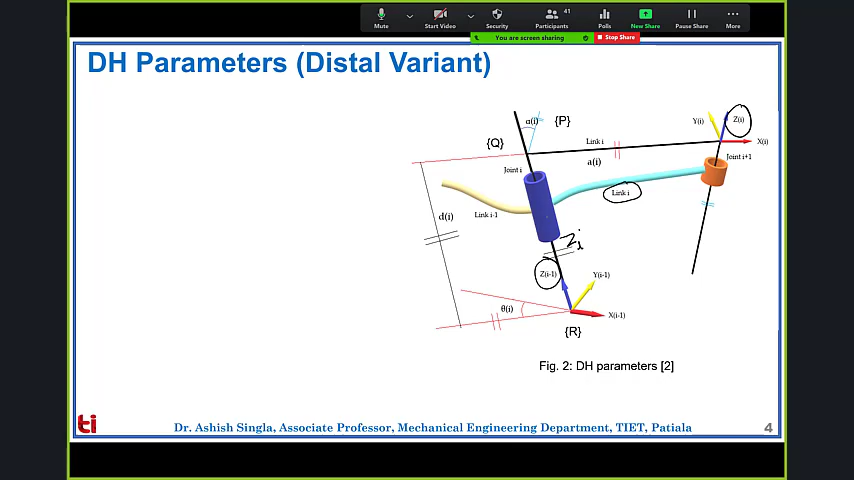 41
Mute
Start Video
Security
Participants
Polls
New Share
Pause Share
More
You are screen sharing
Stop Share
DH Parameters (Distal Variant)
α(i)
{P}
Y(i)
Z(i)
{Q}
Link i
X(i)
a(i)
Joint i+1
Joint i
Link i
Link i-1
d(i)
Zi
Z(i-1)
Y(i-1)
θ(i)
X(i-1)
{R}
Fig. 2: DH parameters [2]
ti
Dr. Ashish Singla, Associate Professor, Mechanical Engineering Department, TIET, Patiala
4